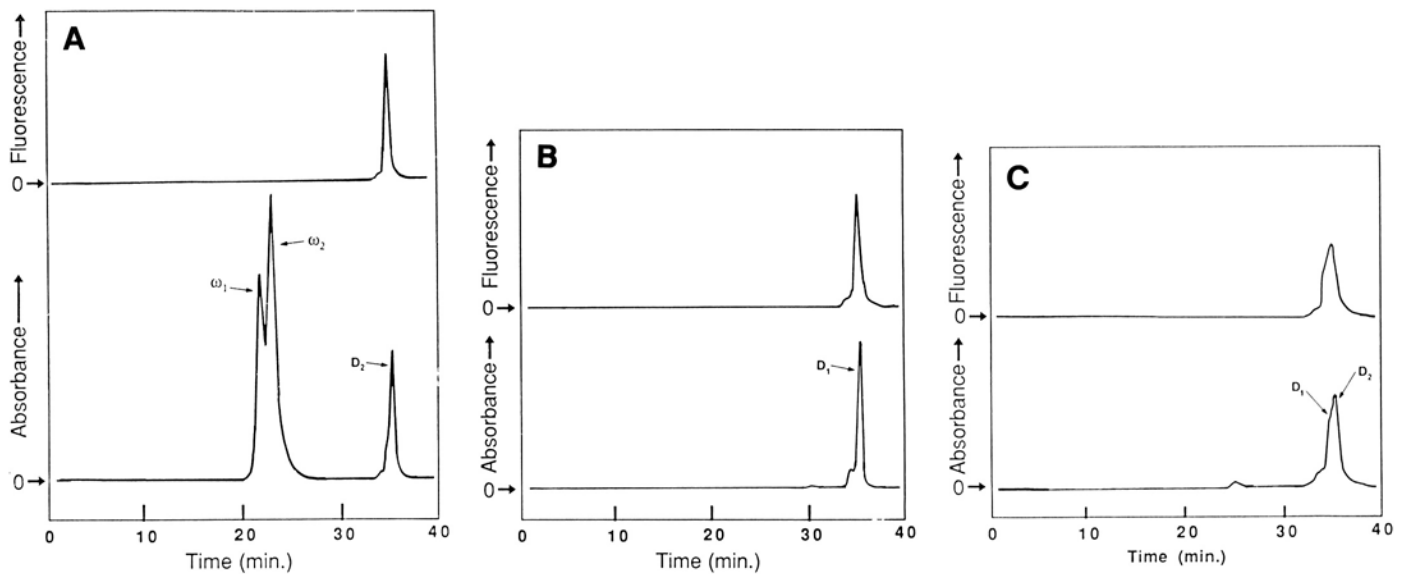 A
Fluorescence→
0→
Absorbance→
ω₁
ω₂
D₂
0→
0 10 20 30 40
Time (min.)
B
Fluorescence→
0→
Absorbance→
D₁
0→
0 10 20 30 40
Time (min.)
C
Fluorescence→
0→
Absorbance→
D₁ D₂
0→
0 10 20 30 40
Time (min.)